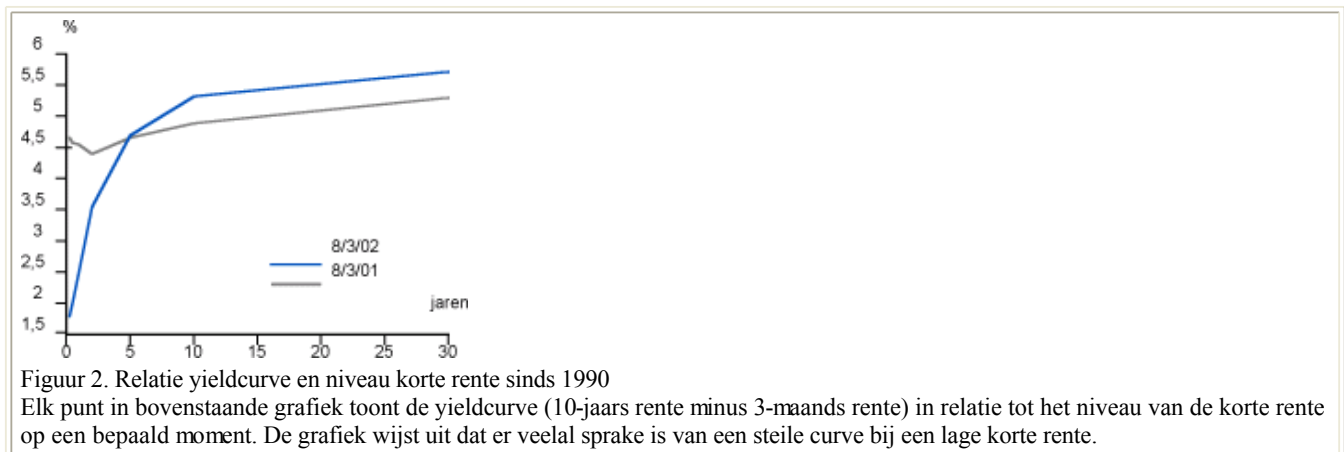 %
6
5,5
5
4,5
4
3,5
3
2,5
2
1,5
8/3/02
8/3/01
jaren
0 5 10 15 20 25 30
Figuur 2. Relatie yieldcurve en niveau korte rente sinds 1990
Elk punt in bovenstaande grafiek toont de yieldcurve (10-jaars rente minus 3-maands rente) in relatie tot het niveau van de korte rente
op een bepaald moment. De grafiek wijst uit dat er veelal sprake is van een steile curve bij een lage korte rente.